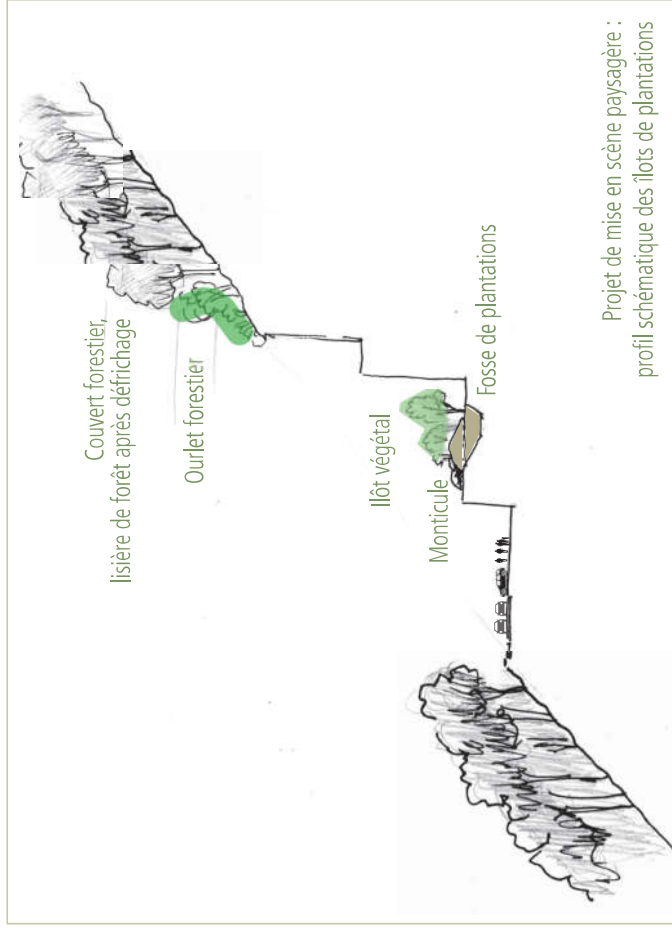 Couvert forestier,
lisière de forêt après défrichage
Ourlet forestier
Ilôt végétal
Monticule
Fosse de plantations
Projet de mise en scène paysagère :
profil schématique des îlots de plantations